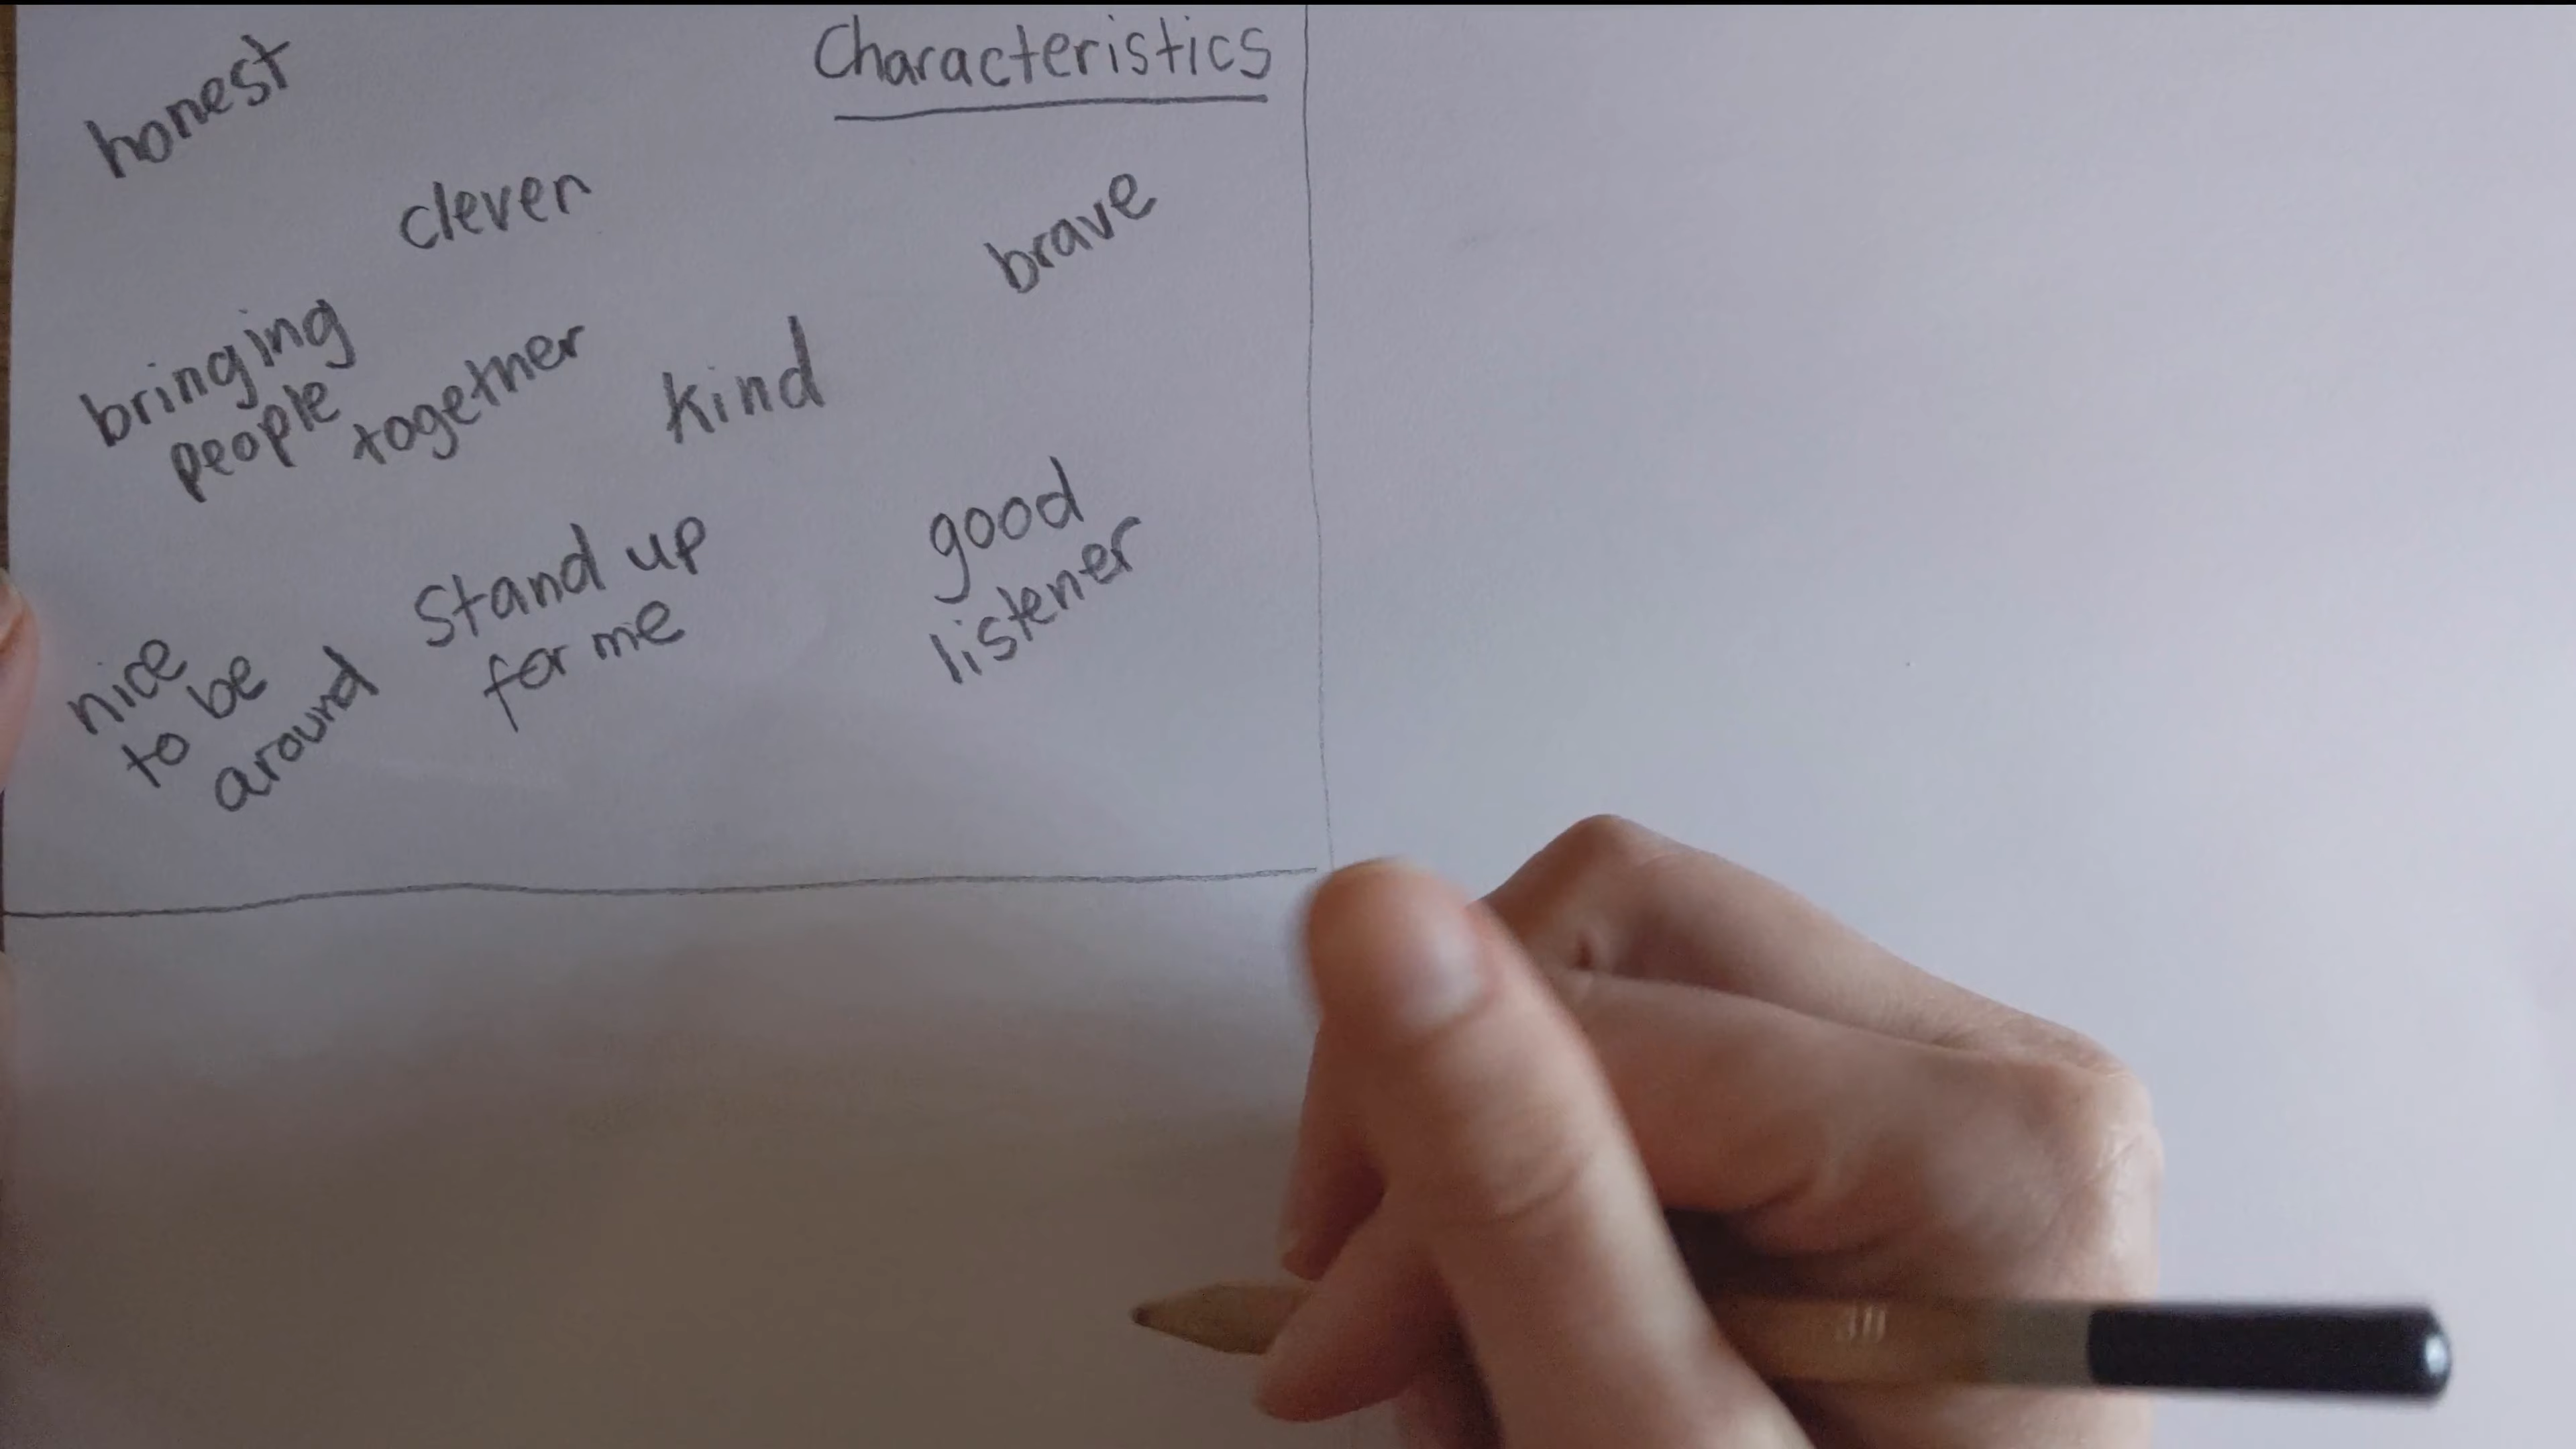 Characteristics
honest
clever
brave
bringing
people together
kind
good
listener
Stand up
for me
nice
to be
around